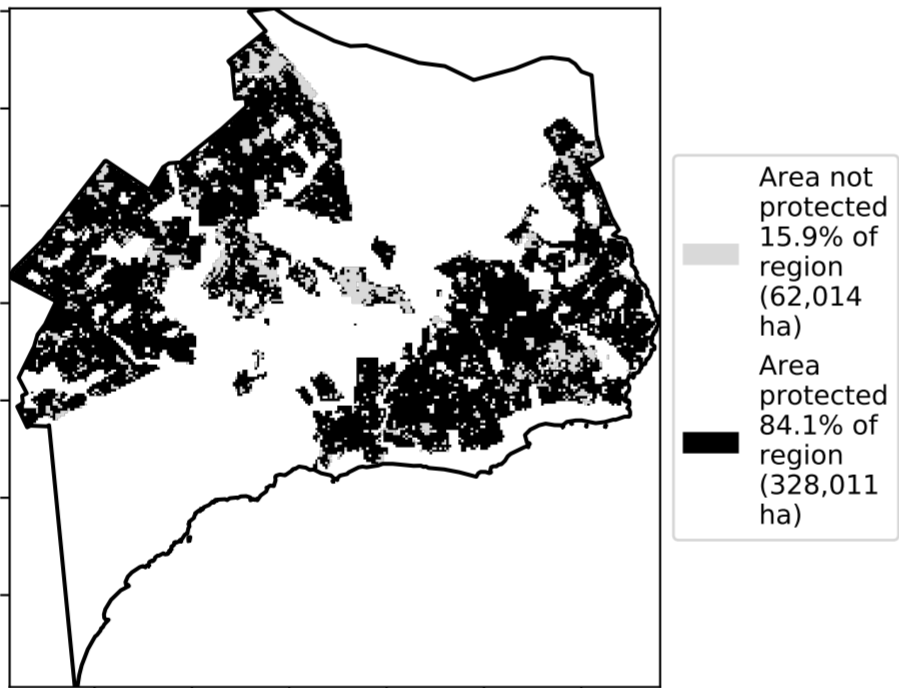 Area not
protected
15.9% of
region
(62,014
ha)
Area
protected
84.1% of
region
(328,011
ha)